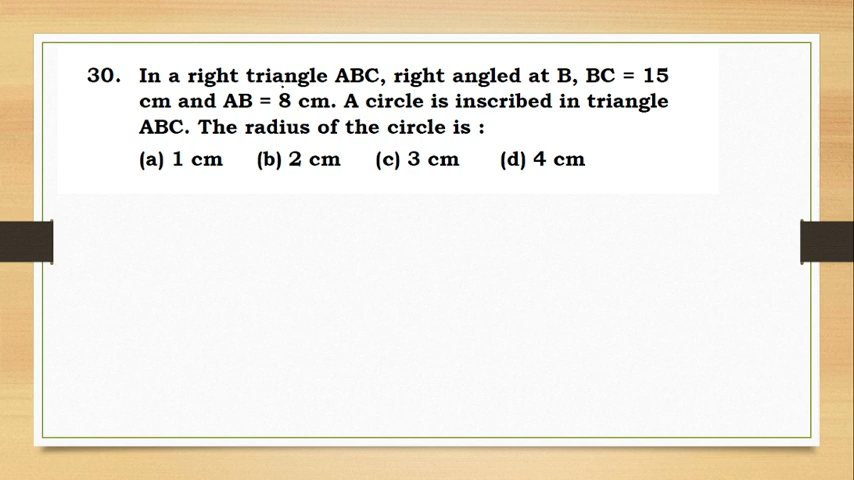 30. In a right triangle ABC, right angled at B, BC = 15
cm and AB = 8 cm. A circle is inscribed in triangle
ABC. The radius of the circle is :
(a) 1 cm (b) 2 cm (c) 3 cm (d) 4 cm